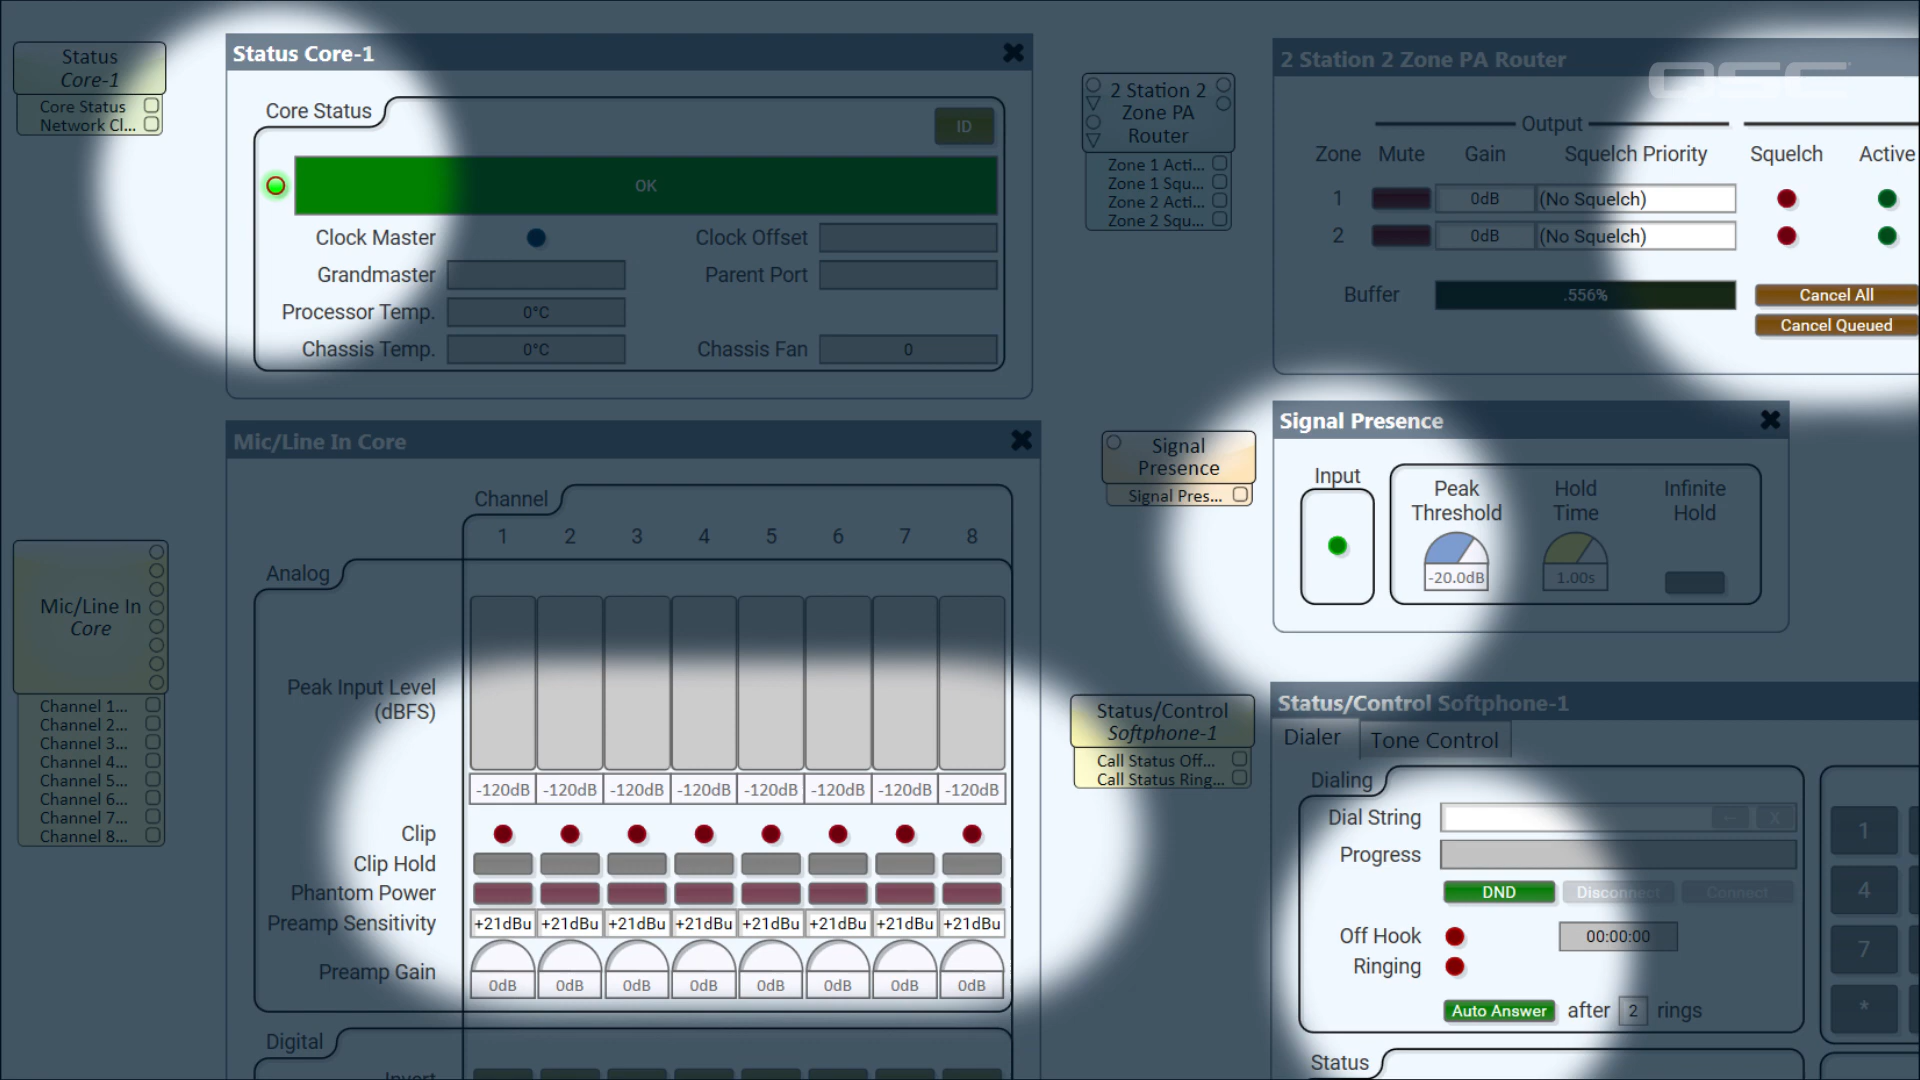 Status
Core-1
Core Status
Network Cl...
Status Core-1
Core Status
ID
OK
Clock Master
Clock Offset
Grandmaster
Parent Port
Processor Temp.
0°C
Chassis Temp.
0°C
Chassis Fan
0
2 Station 2
Zone PA
Router
Zone 1 Acti...
Zone 1 Squ...
Zone 2 Acti...
Zone 2 Squ...
2 Station 2 Zone PA Router
QSC
Output
Zone Mute Gain Squelch Priority Squelch Active
1 0dB (No Squelch)
2 0dB (No Squelch)
Buffer .556%
Cancel All
Cancel Queued
Mic/Line In
Core
Channel 1...
Channel 2...
Channel 3...
Channel 4...
Channel 5...
Channel 6...
Channel 7...
Channel 8...
Mic/Line In Core
Channel
1 2 3 4 5 6 7 8
Analog
Peak Input Level
(dBFS)
-120dB -120dB -120dB -120dB -120dB -120dB -120dB -120dB
Clip
Clip Hold
Phantom Power
Preamp Sensitivity +21dBu +21dBu +21dBu +21dBu +21dBu +21dBu +21dBu +21dBu
Preamp Gain
0dB 0dB 0dB 0dB 0dB 0dB 0dB 0dB
Digital
Invert
Signal
Presence
Signal Pres...
Signal Presence
Input
Peak
Threshold
Hold
Time
Infinite
Hold
-20.0dB
1.00s
Status/Control
Softphone-1
Call Status Off...
Call Status Ring...
Status/Control Softphone-1
Dialer Tone Control
Dialing
Dial String ← X
Progress
DND Disconnect Connect
Off Hook 00:00:00
Ringing
Auto Answer after 2 rings
Status
1
4
7
*